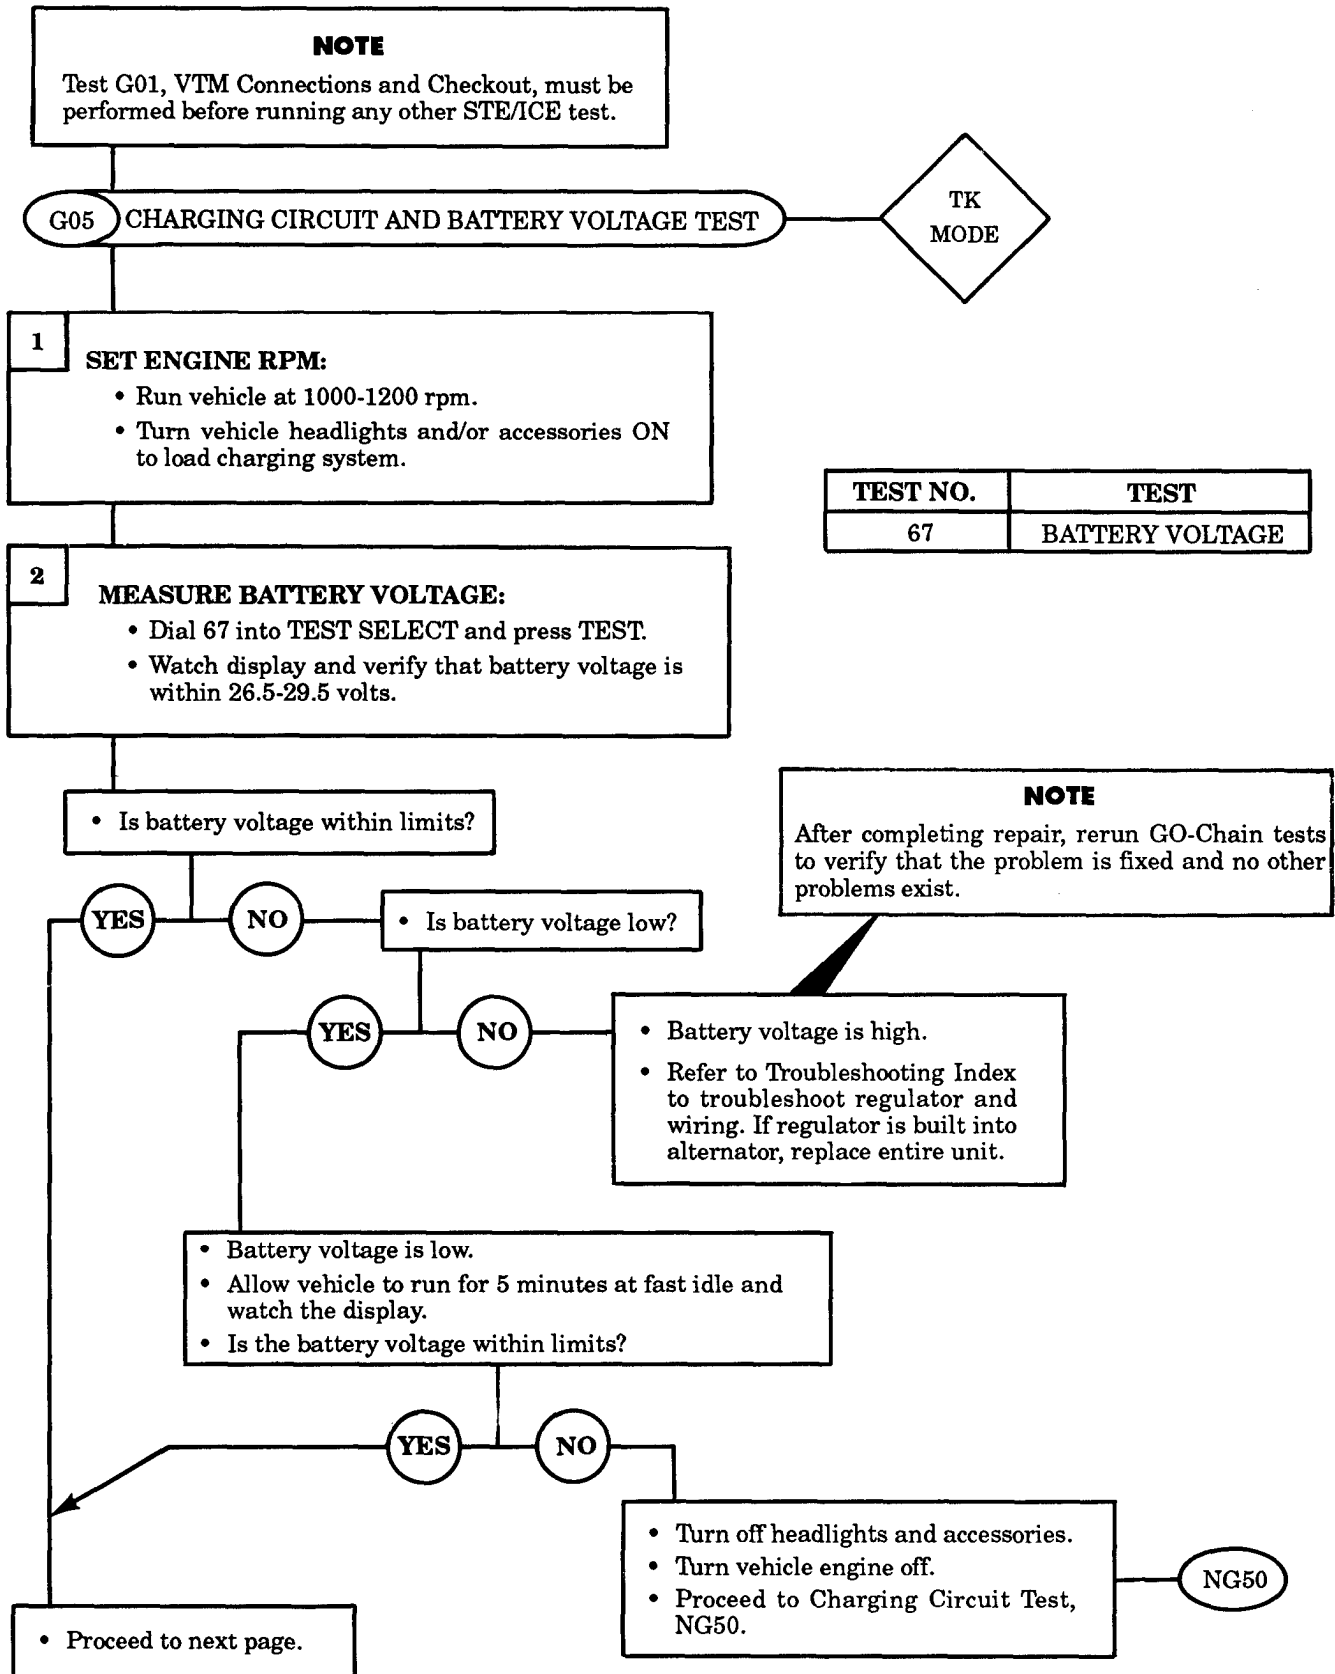 NOTE
Test G01, VTM Connections and Checkout, must be
performed before running any other STE/ICE test.
G05 CHARGING CIRCUIT AND BATTERY VOLTAGE TEST
TK
MODE
1
SET ENGINE RPM:
• Run vehicle at 1000-1200 rpm.
• Turn vehicle headlights and/or accessories ON
to load charging system.
TEST NO. TEST
67 BATTERY VOLTAGE
2
MEASURE BATTERY VOLTAGE:
• Dial 67 into TEST SELECT and press TEST.
• Watch display and verify that battery voltage is
within 26.5-29.5 volts.
• Is battery voltage within limits?
NOTE
After completing repair, rerun GO-Chain tests
to verify that the problem is fixed and no other
problems exist.
YES NO
• Is battery voltage low?
YES NO
• Battery voltage is high.
• Refer to Troubleshooting Index
to troubleshoot regulator and
wiring. If regulator is built into
alternator, replace entire unit.
• Battery voltage is low.
• Allow vehicle to run for 5 minutes at fast idle and
watch the display.
• Is the battery voltage within limits?
YES NO
• Turn off headlights and accessories.
• Turn vehicle engine off.
• Proceed to Charging Circuit Test,
NG50.
NG50
• Proceed to next page.